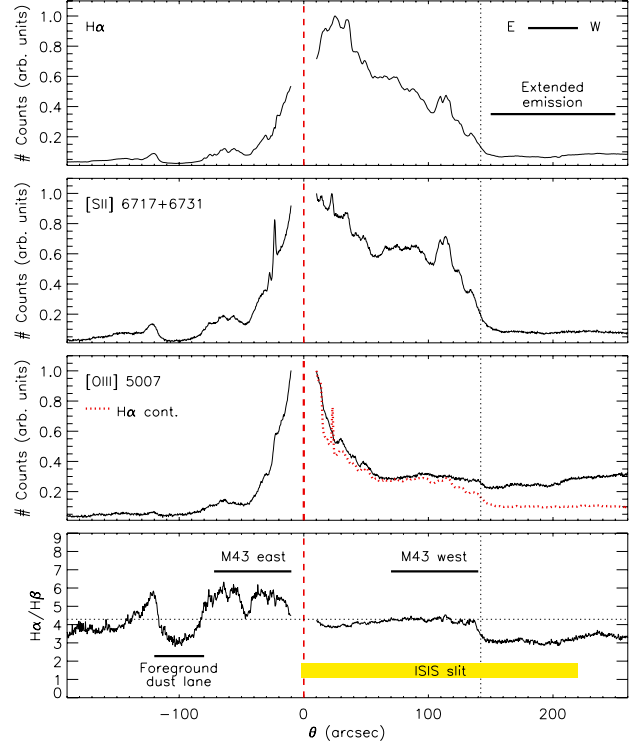 Hα
E W
Extended
emission
# Counts (arb. units)
1.0
0.8
0.6
0.4
0.2
[SII] 6717+6731
# Counts (arb. units)
1.0
0.8
0.6
0.4
0.2
[OIII] 5007
Hα cont.
# Counts (arb. units)
1.0
0.8
0.6
0.4
0.2
M43 east
M43 west
Hα/Hβ
9
8
7
6
5
4
3
2
1
0
Foreground
dust lane
ISIS slit
−100 0 100 200
θ (arcsec)